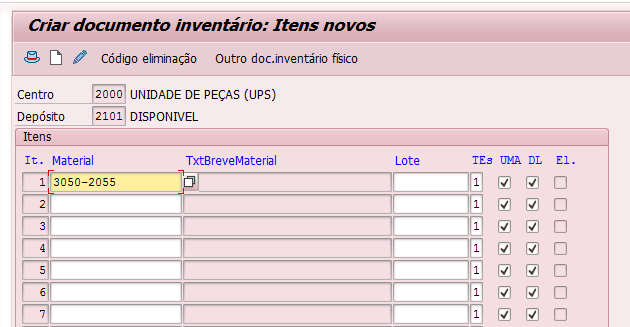 Criar documento inventário: Itens novos
Código eliminação Outro doc.inventário físico
Centro 2000 UNIDADE DE PEÇAS (UPS)
Depósito 2101 DISPONIVEL
Itens
It. Material TxtBreveMaterial Lote TEs UMA DL El.
1 3050-2055 1
2 1
3 1
4 1
5 1
6 1
7 1